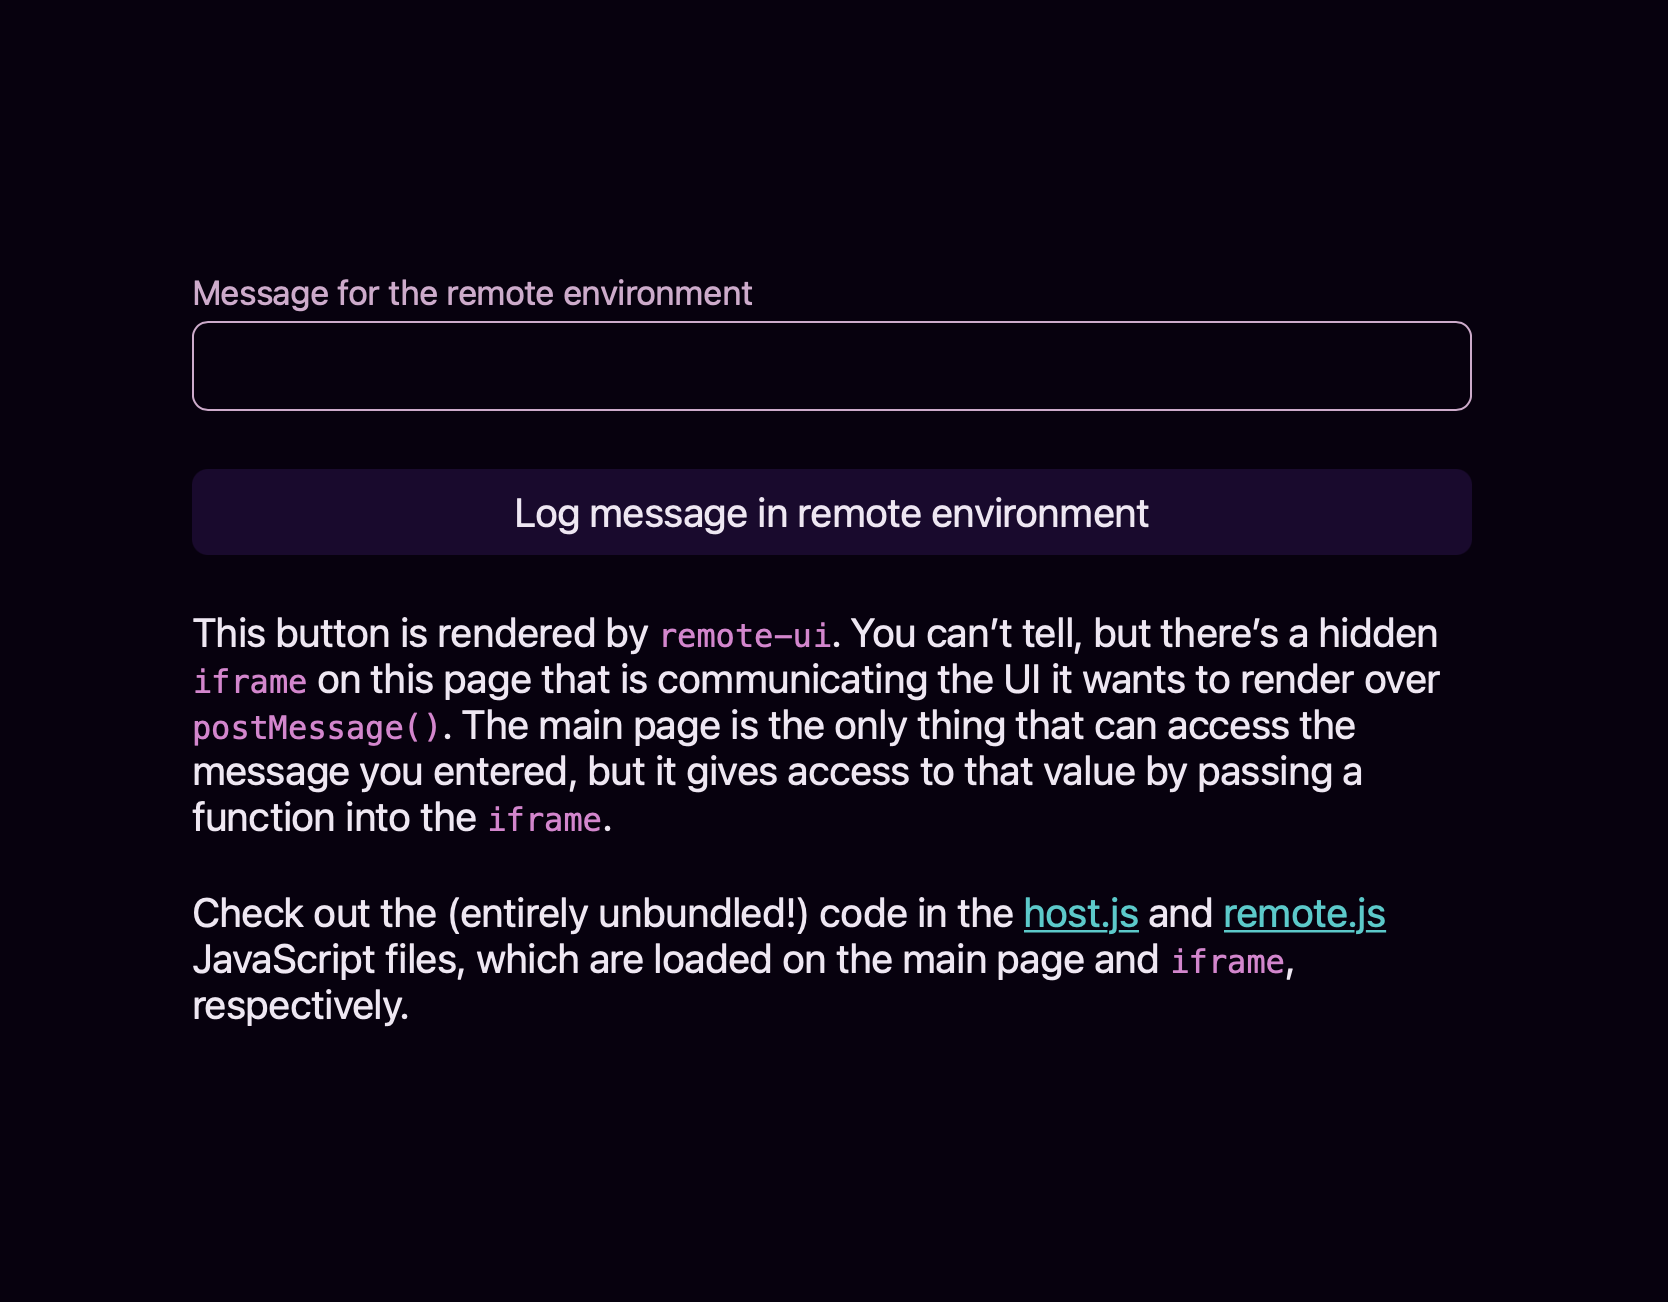 Message for the remote environment
Log message in remote environment
This button is rendered by remote-ui. You can’t tell, but there’s a hidden
iframe on this page that is communicating the UI it wants to render over
postMessage(). The main page is the only thing that can access the
message you entered, but it gives access to that value by passing a
function into the iframe.
Check out the (entirely unbundled!) code in the host.js and remote.js
JavaScript files, which are loaded on the main page and iframe,
respectively.